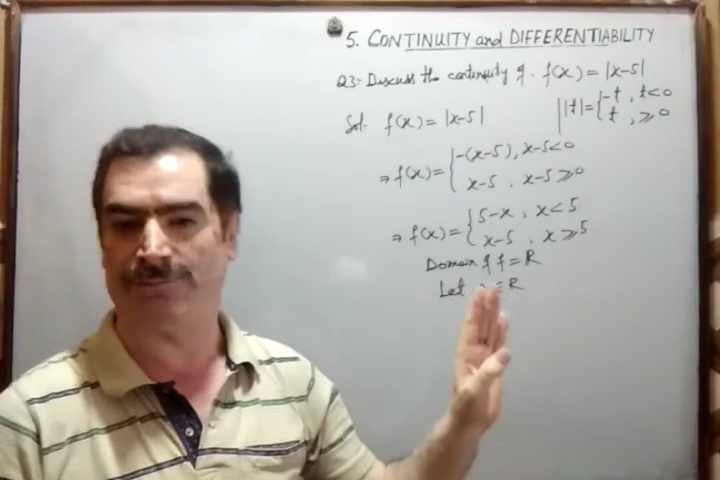 5. CONTINUITY and DIFFERENTIABILITY
Q3:- Discuss the continuity of f(x) = |x-5|
Sol:- f(x) = |x-5|
|t| = { -t , t<0
t , ≥0
⇒ f(x) = { -(x-5), x-5<0
x-5 , x-5≥0
⇒ f(x) = { 5-x , x<5
x-5 , x≥5
Domain of f = R
Let ∈ R